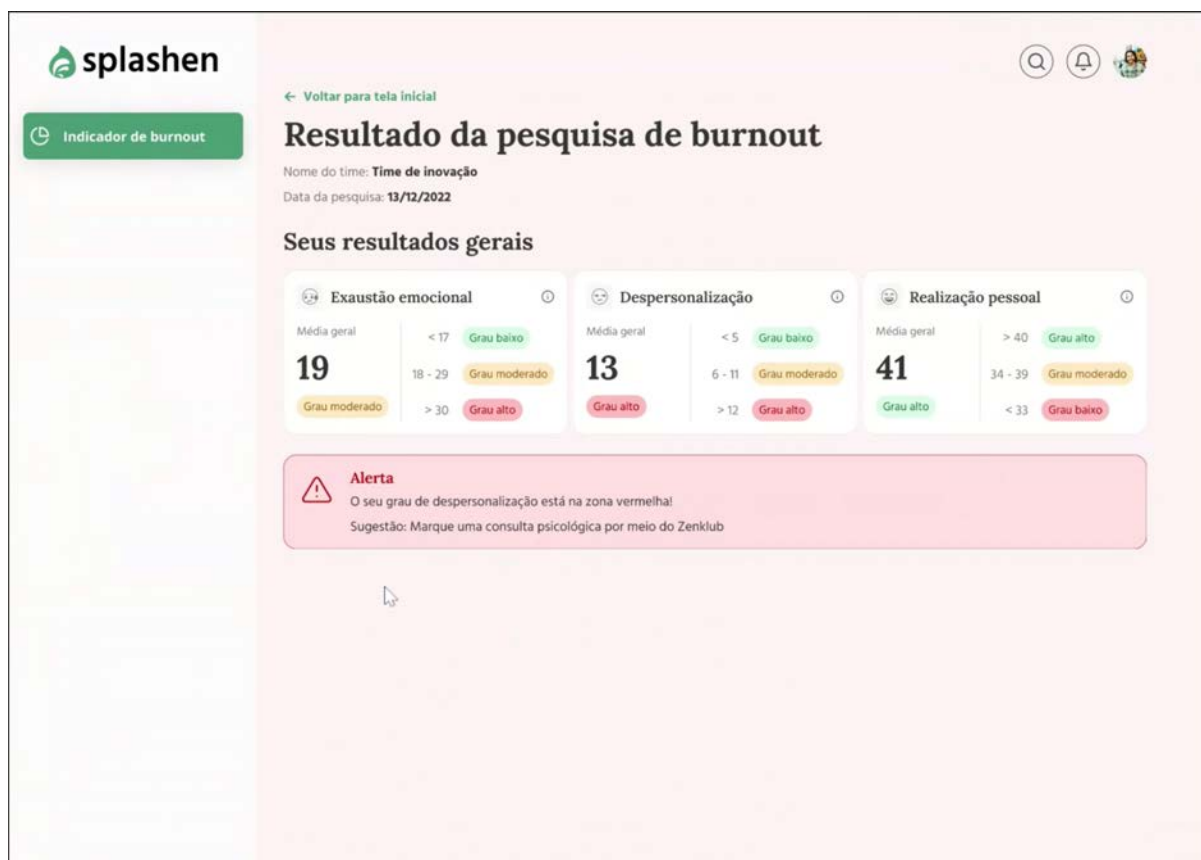 splashen
Indicador de burnout
← Voltar para tela inicial
Resultado da pesquisa de burnout
Nome do time: Time de inovação
Data da pesquisa: 13/12/2022
Seus resultados gerais
Exaustão emocional
Média geral
19
Grau moderado
< 17 Grau baixo
18 - 29 Grau moderado
> 30 Grau alto
Despersonalização
Média geral
13
Grau alto
< 5 Grau baixo
6 - 11 Grau moderado
> 12 Grau alto
Realização pessoal
Média geral
41
Grau alto
> 40 Grau alto
34 - 39 Grau moderado
< 33 Grau baixo
Alerta
O seu grau de despersonalização está na zona vermelha!
Sugestão: Marque uma consulta psicológica por meio do Zenklub